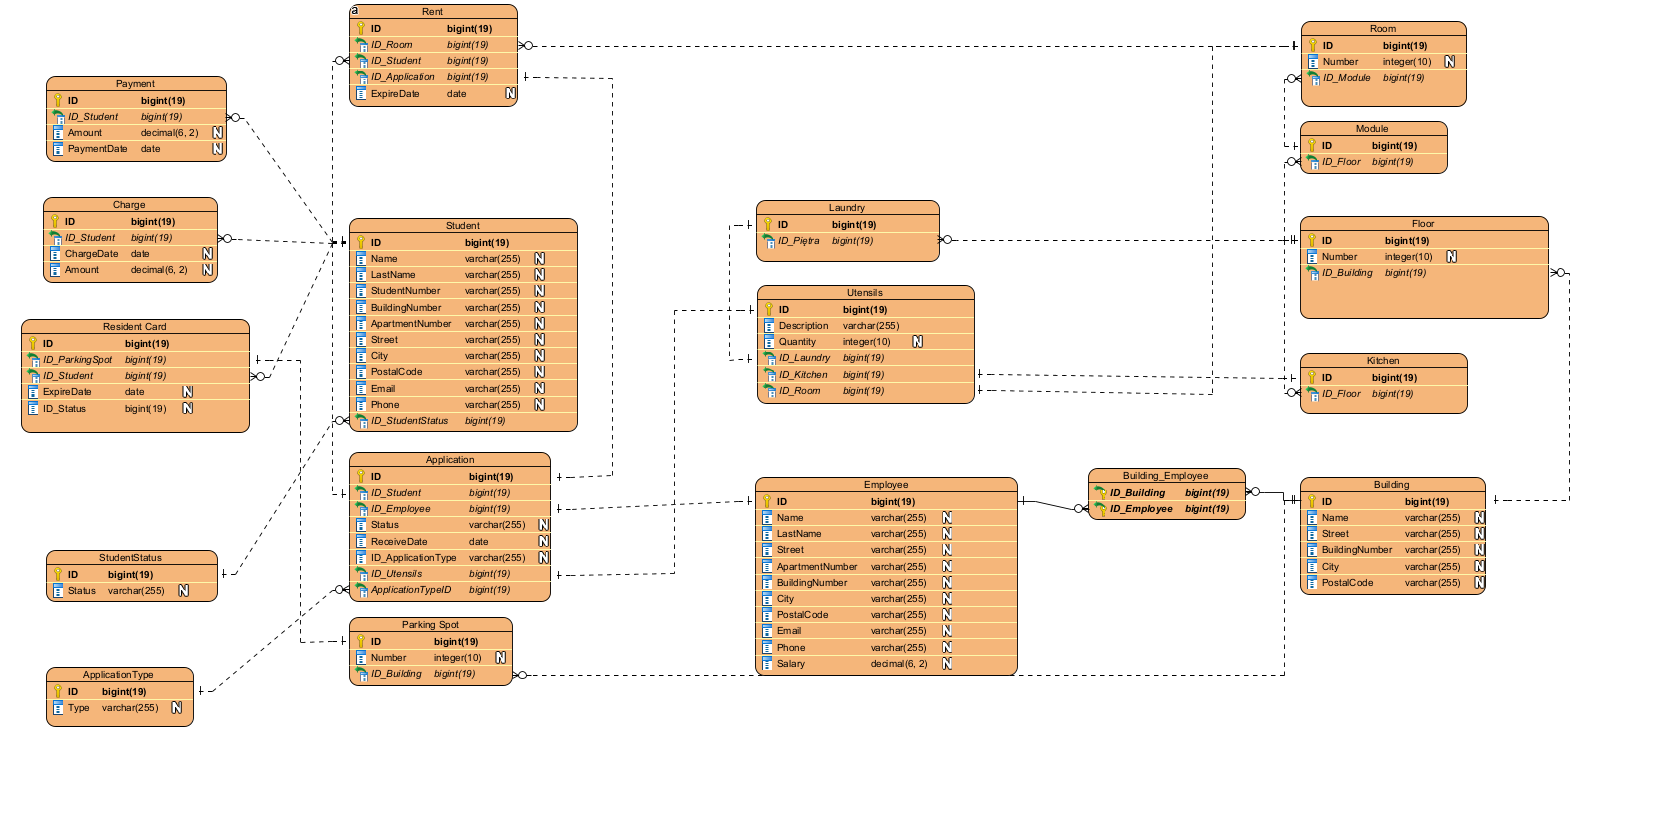 a
Rent
ID bigint(19)
ID_Room bigint(19)
ID_Student bigint(19)
ID_Application bigint(19)
ExpireDate date N
Payment
ID bigint(19)
ID_Student bigint(19)
Amount decimal(6, 2) N
PaymentDate date N
Charge
ID bigint(19)
ID_Student bigint(19)
ChargeDate date N
Amount decimal(6, 2) N
Resident Card
ID bigint(19)
ID_ParkingSpot bigint(19)
ID_Student bigint(19)
ExpireDate date N
ID_Status bigint(19) N
StudentStatus
ID bigint(19)
Status varchar(255) N
ApplicationType
ID bigint(19)
Type varchar(255) N
Student
ID bigint(19)
Name varchar(255) N
LastName varchar(255) N
StudentNumber varchar(255) N
BuildingNumber varchar(255) N
ApartmentNumber varchar(255) N
Street varchar(255) N
City varchar(255) N
PostalCode varchar(255) N
Email varchar(255) N
Phone varchar(255) N
ID_StudentStatus bigint(19)
Application
ID bigint(19)
ID_Student bigint(19)
ID_Employee bigint(19)
Status varchar(255) N
ReceiveDate date N
ID_ApplicationType varchar(255) N
ID_Utensils bigint(19)
ApplicationTypeID bigint(19)
Parking Spot
ID bigint(19)
Number integer(10) N
ID_Building bigint(19)
Laundry
ID bigint(19)
ID_Piętra bigint(19)
Utensils
ID bigint(19)
Description varchar(255)
Quantity integer(10) N
ID_Laundry bigint(19)
ID_Kitchen bigint(19)
ID_Room bigint(19)
Employee
ID bigint(19)
Name varchar(255) N
LastName varchar(255) N
Street varchar(255) N
ApartmentNumber varchar(255) N
BuildingNumber varchar(255) N
City varchar(255) N
PostalCode varchar(255) N
Email varchar(255) N
Phone varchar(255) N
Salary decimal(6, 2) N
Building_Employee
ID_Building bigint(19)
ID_Employee bigint(19)
Room
ID bigint(19)
Number integer(10) N
ID_Module bigint(19)
Module
ID bigint(19)
ID_Floor bigint(19)
Floor
ID bigint(19)
Number integer(10) N
ID_Building bigint(19)
Kitchen
ID bigint(19)
ID_Floor bigint(19)
Building
ID bigint(19)
Name varchar(255) N
Street varchar(255) N
BuildingNumber varchar(255) N
City varchar(255) N
PostalCode varchar(255) N